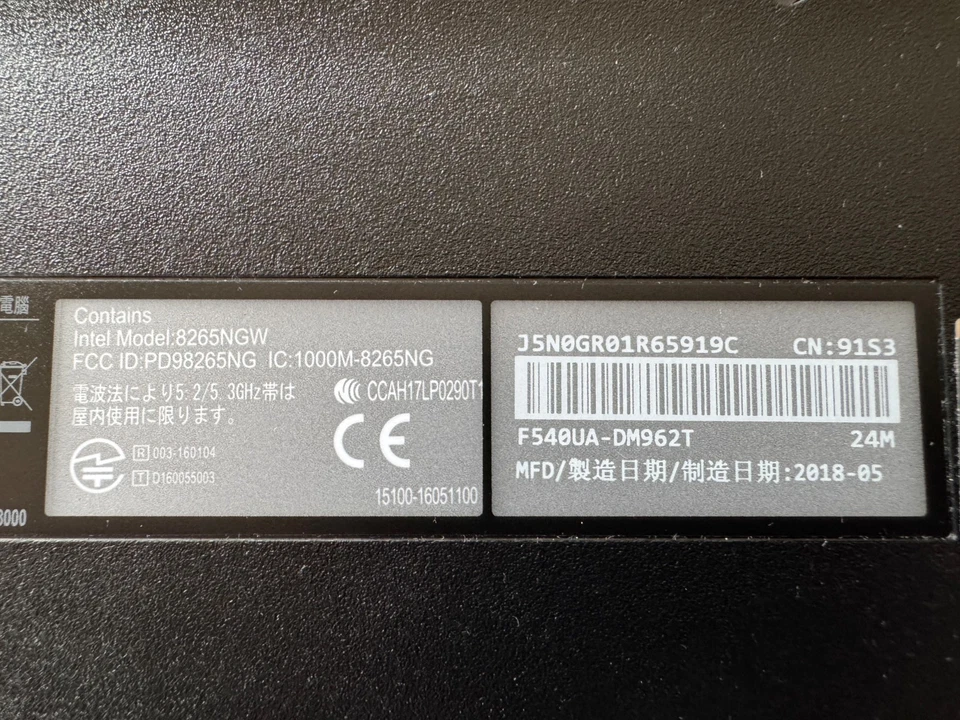 電腦
3000
Contains
Intel Model:8265NGW
FCC ID:PD98265NG IC:1000M-8265NG
電波法により5.2/5.3GHz帯は
屋内使用に限ります。
CCAH17LP0290T1
R 003-160104
T D160055003
CE
15100-16051100
J5N0GR01R65919C CN:91S3
F540UA-DM962T 24M
MFD/製造日期/制造日期:2018-05